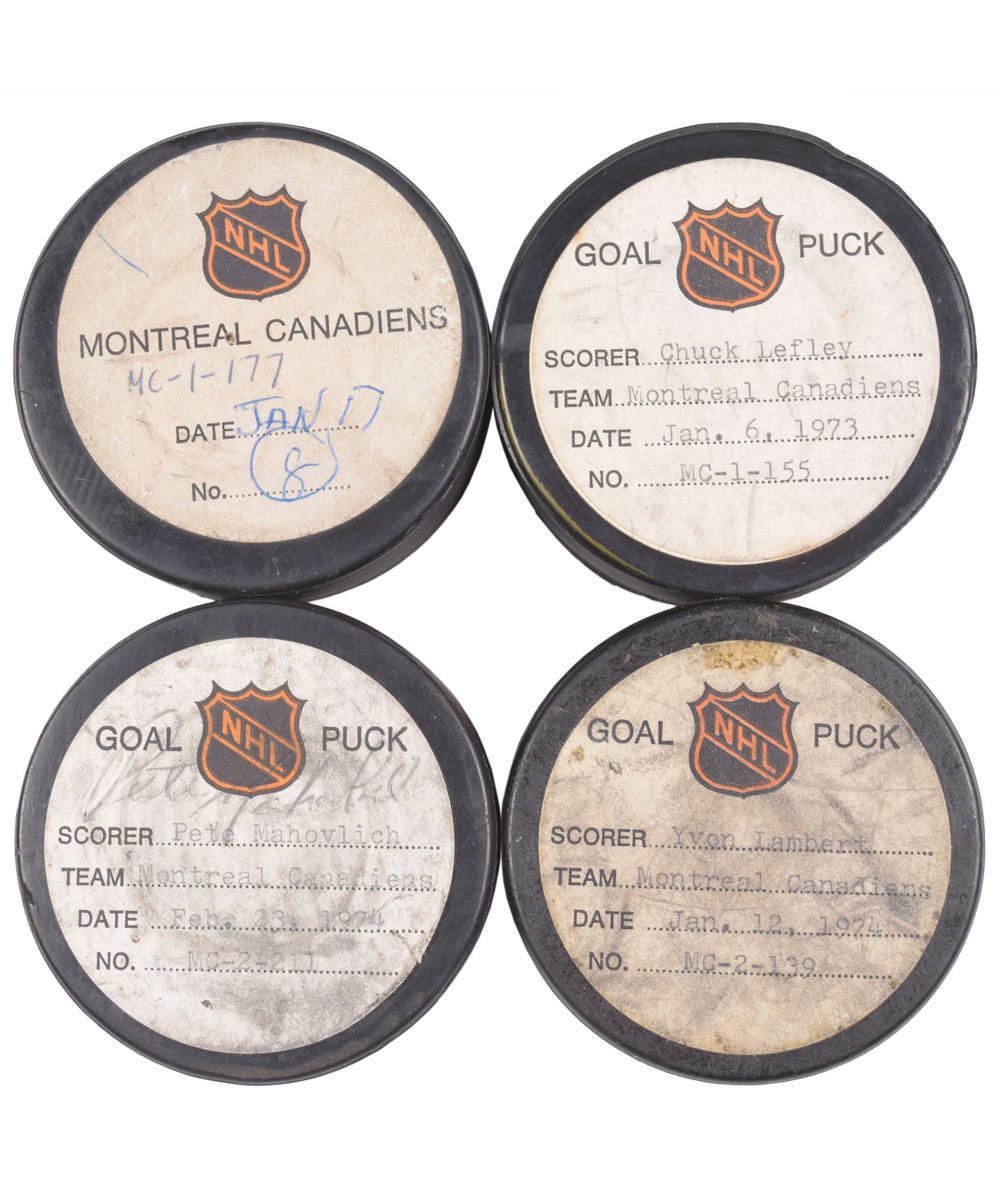 NHL
MONTREAL CANADIENS
MC-1-177
DATE JAN 17
No. 8
NHL
GOAL PUCK
SCORER Chuck Lefley
TEAM Montreal Canadiens
DATE Jan. 6, 1973
NO. MC-1-155
NHL
GOAL PUCK
Pete Mahovlich
SCORER Pete Mahovlich
TEAM Montreal Canadiens
DATE Feb. 23, 1974
NO. MC-2-211
NHL
GOAL PUCK
SCORER Yvon Lambert
TEAM Montreal Canadiens
DATE Jan. 12, 1974
NO. MC-2-139